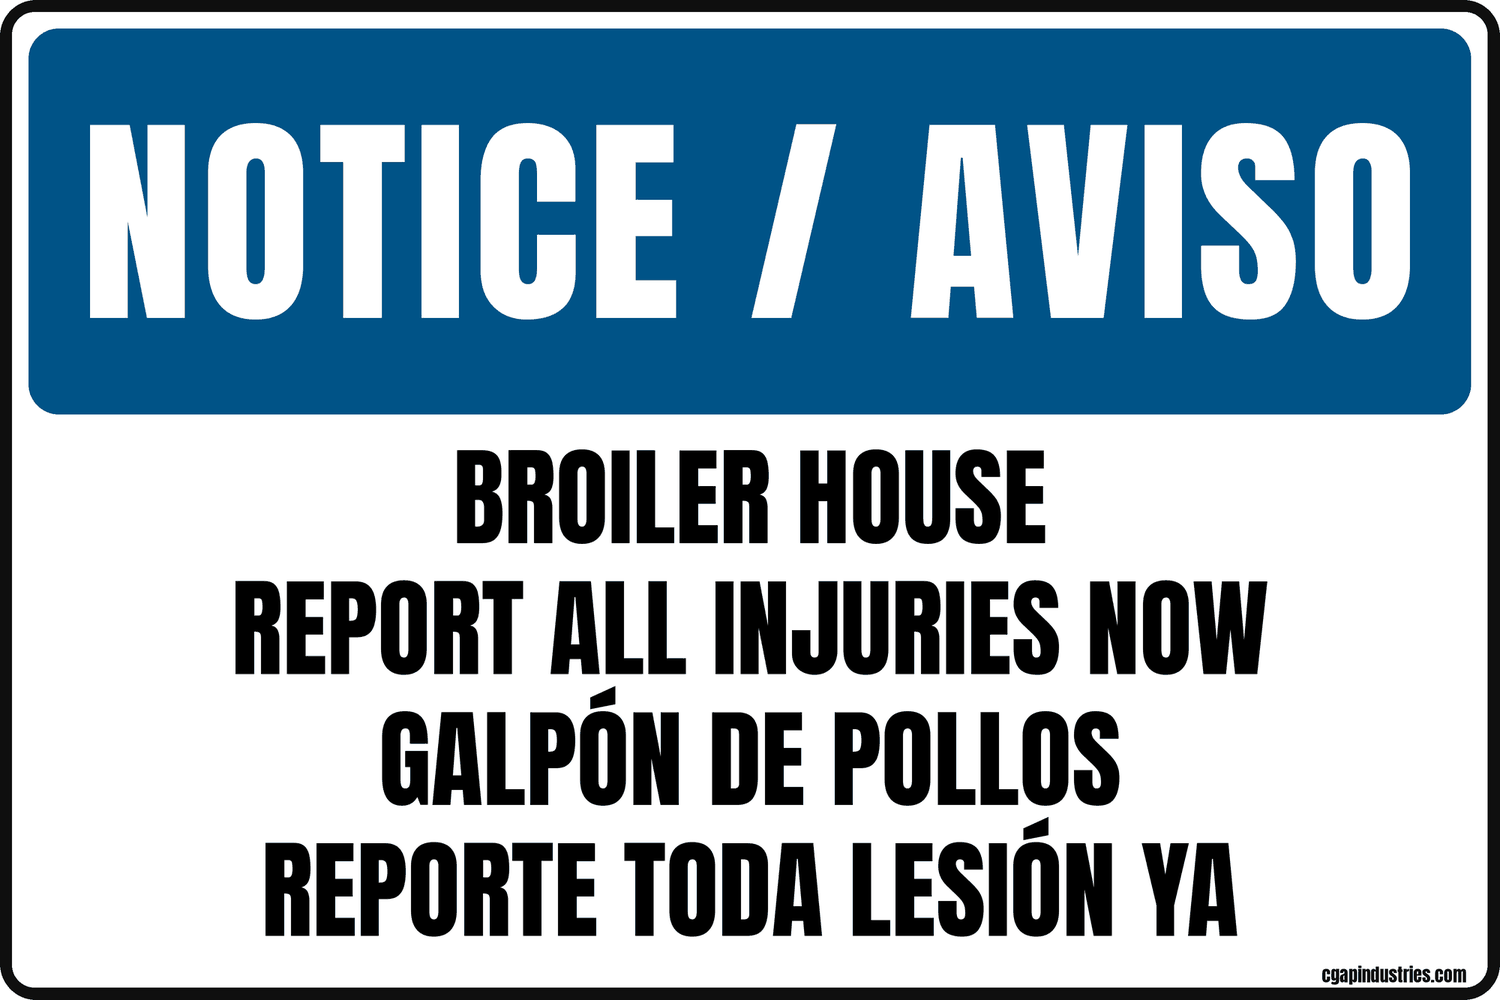 NOTICE / AVISO
BROILER HOUSE
REPORT ALL INJURIES NOW
GALPÓN DE POLLOS
REPORTE TODA LESIÓN YA
cgapindustries.com